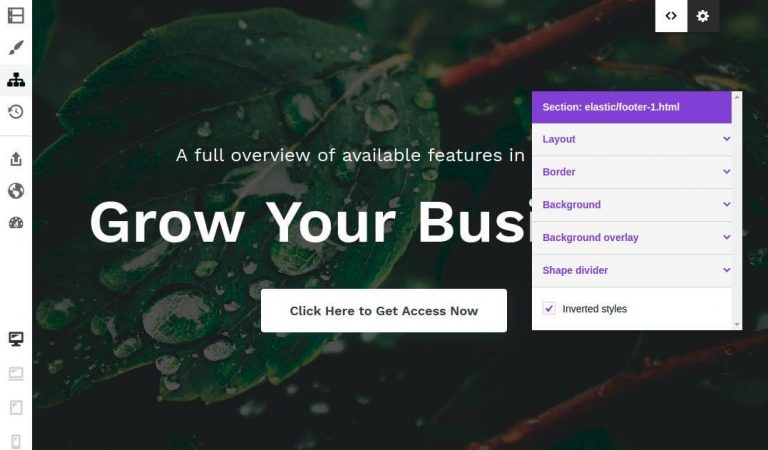 Section: elastic/footer-1.html
Layout
Border
Background
Background overlay
Shape divider
Inverted styles
A full overview of available features in
Grow Your Busi
Click Here to Get Access Now